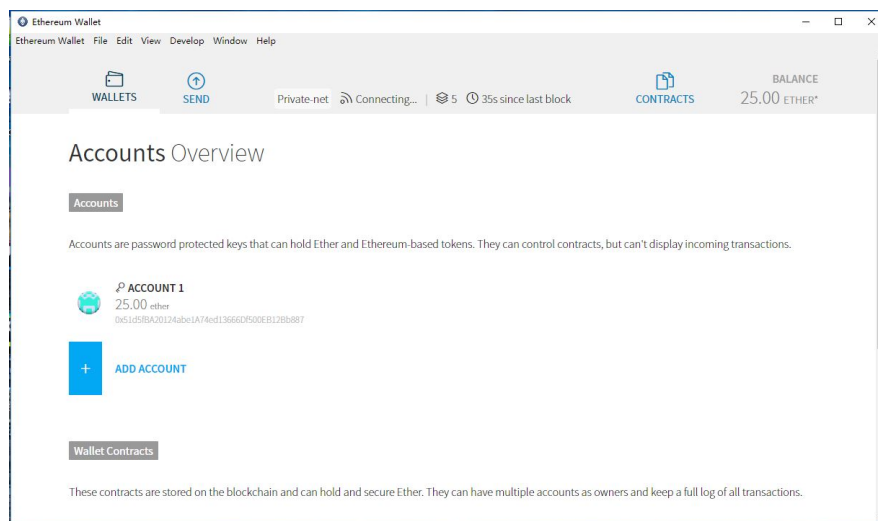 Ethereum Wallet
Ethereum Wallet File Edit View Develop Window Help
WALLETS SEND Private-net Connecting... | 5 35s since last block CONTRACTS BALANCE 25.00 ETHER*
Accounts Overview
Accounts
Accounts are password protected keys that can hold Ether and Ethereum-based tokens. They can control contracts, but can't display incoming transactions.
ACCOUNT 1
25.00 ether
+ ADD ACCOUNT
Wallet Contracts
These contracts are stored on the blockchain and can hold and secure Ether. They can have multiple accounts as owners and keep a full log of all transactions.